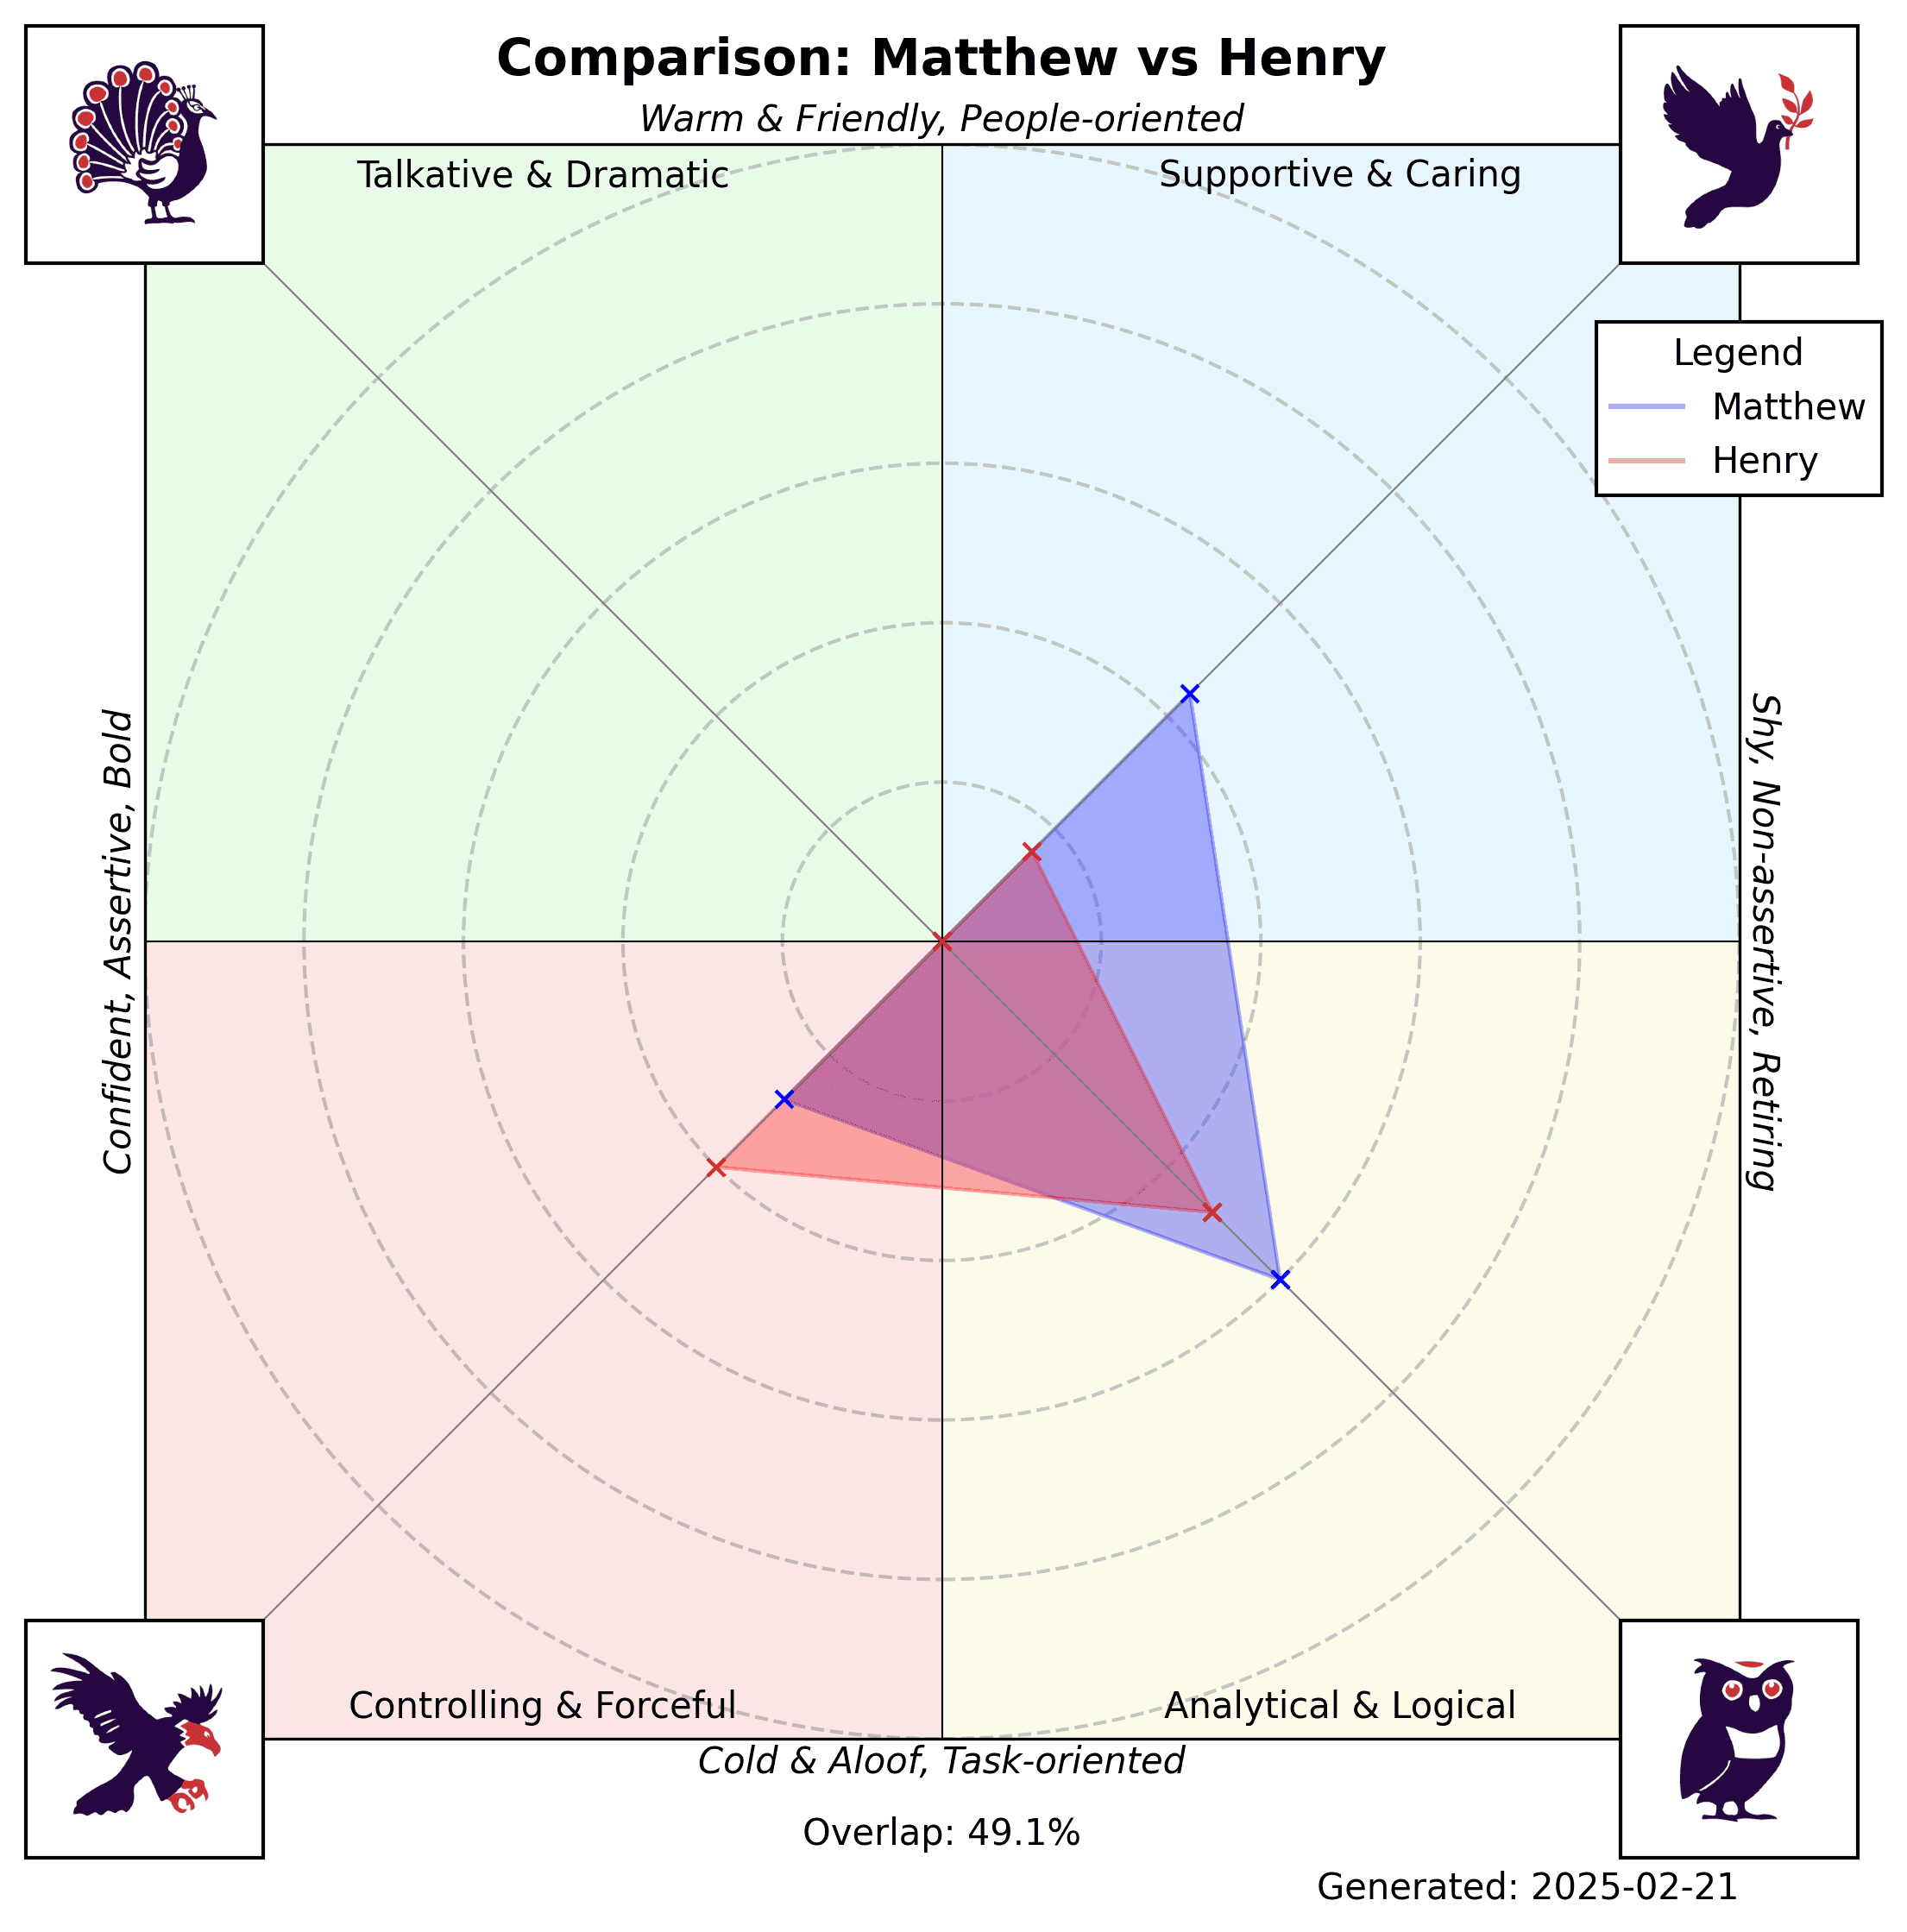 Comparison: Matthew vs Henry
Warm & Friendly, People-oriented
Talkative & Dramatic
Supportive & Caring
Legend
Matthew
Henry
Confident, Assertive, Bold
Shy, Non-assertive, Retiring
Controlling & Forceful
Analytical & Logical
Cold & Aloof, Task-oriented
Overlap: 49.1%
Generated: 2025-02-21